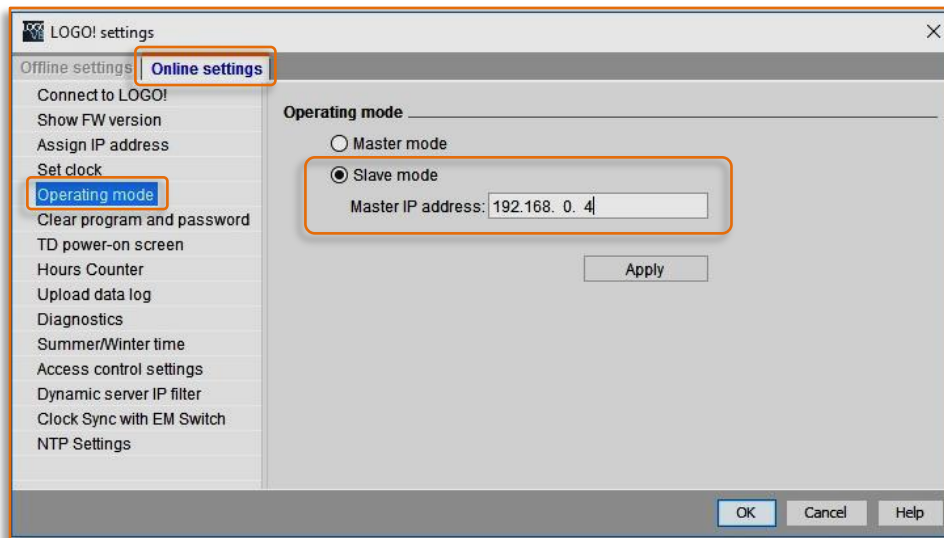 LOGO! settings
Offline settings Online settings
Connect to LOGO!
Show FW version
Assign IP address
Set clock
Operating mode
Clear program and password
TD power-on screen
Hours Counter
Upload data log
Diagnostics
Summer/Winter time
Access control settings
Dynamic server IP filter
Clock Sync with EM Switch
NTP Settings
Operating mode
Master mode
Slave mode
Master IP address: 192.168. 0. 4
Apply
OK Cancel Help